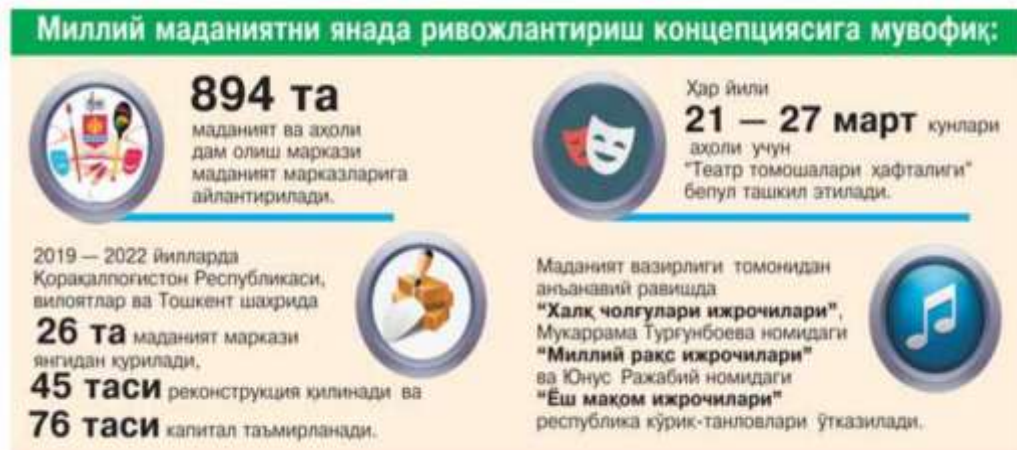 Миллий маданиятни янада ривожлантириш концепциясига мувофиқ:
894 та
маданият ва аҳоли
дам олиш маркази
маданият марказларига
айлантирилади.
Ҳар йили
21 — 27 март кунлари
аҳоли учун
"Театр томошалари ҳафталиги"
бепул ташкил этилади.
2019 — 2022 йилларда
Қорақалпоғистон Республикаси,
вилоятлар ва Тошкент шаҳрида
26 та маданият маркази
янгидан қурилади,
45 таси реконструкция қилинади ва
76 таси капитал таъмирланади.
Маданият вазирлиги томонидан
анъанавий равишда
“Халқ чолғулари ижрочилари”,
Мукаррама Турғунбоева номидаги
“Миллий рақс ижрочилари”
ва Юнус Ражабий номидаги
“Ёш мақом ижрочилари”
республика кўрик-танловлари ўтказилади.